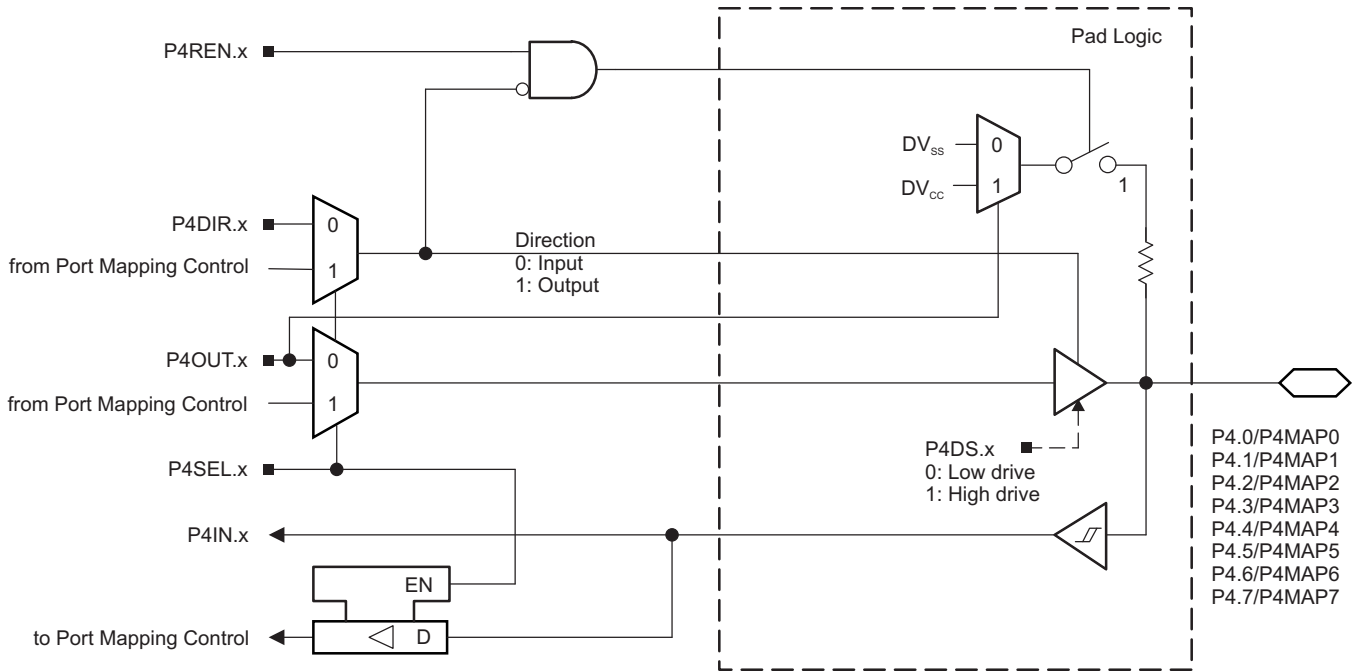 Pad Logic
P4REN.x
DVSS
0
DVCC
1
1
P4DIR.x
0
from Port Mapping Control
1
Direction
0: Input
1: Output
P4OUT.x
0
from Port Mapping Control
1
P4DS.x
0: Low drive
1: High drive
P4SEL.x
P4IN.x
EN
to Port Mapping Control
D
P4.0/P4MAP0
P4.1/P4MAP1
P4.2/P4MAP2
P4.3/P4MAP3
P4.4/P4MAP4
P4.5/P4MAP5
P4.6/P4MAP6
P4.7/P4MAP7